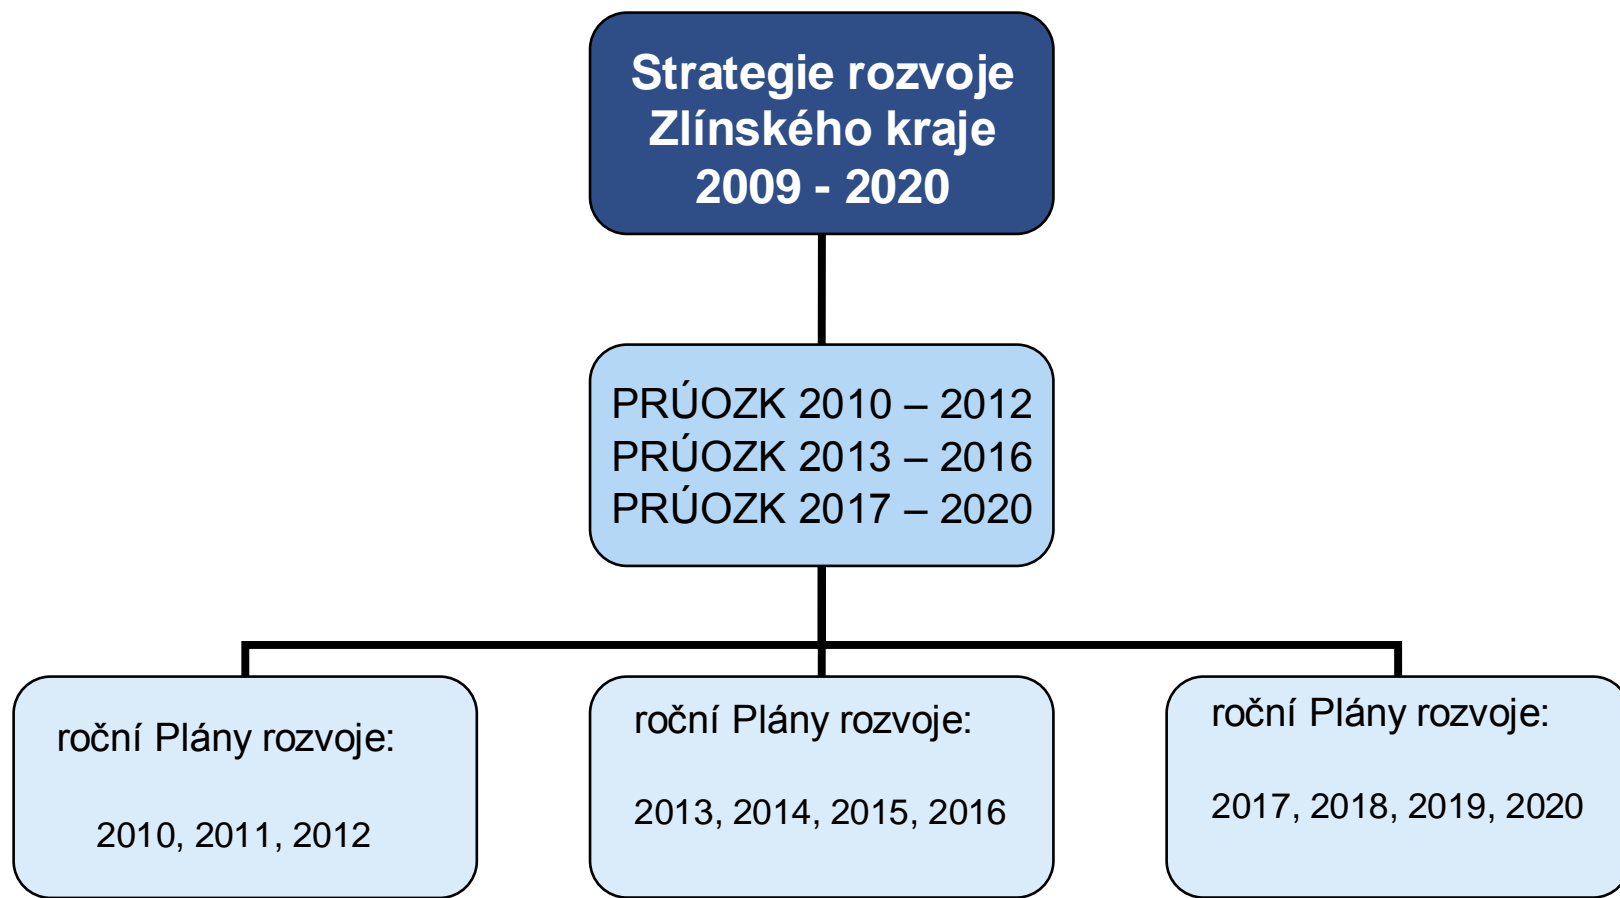 Strategie rozvoje
Zlínského kraje
2009 - 2020
PRÚOZK 2010 – 2012
PRÚOZK 2013 – 2016
PRÚOZK 2017 – 2020
roční Plány rozvoje:
2010, 2011, 2012
roční Plány rozvoje:
2013, 2014, 2015, 2016
roční Plány rozvoje:
2017, 2018, 2019, 2020